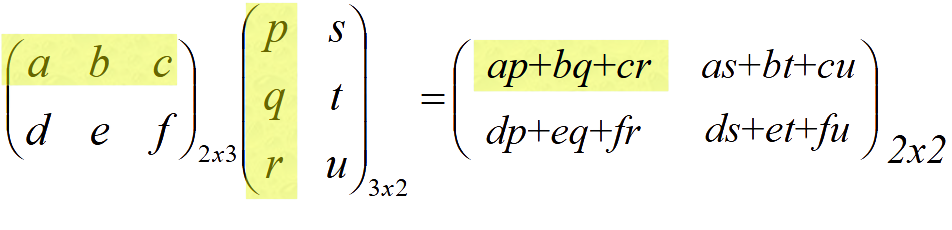 (a b c
d e f)2x3 (p s
q t
r u)3x2 = (ap+bq+cr as+bt+cu
dp+eq+fr ds+et+fu)2x2